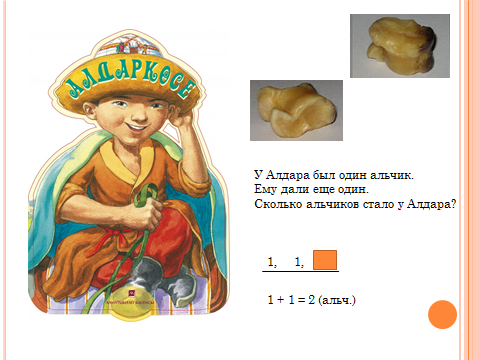 АЛДАРКӨСЕ
У Алдара был один альчик.
Ему дали еще один.
Сколько альчиков стало у Алдара?
1, 1,
1 + 1 = 2 (альч.)